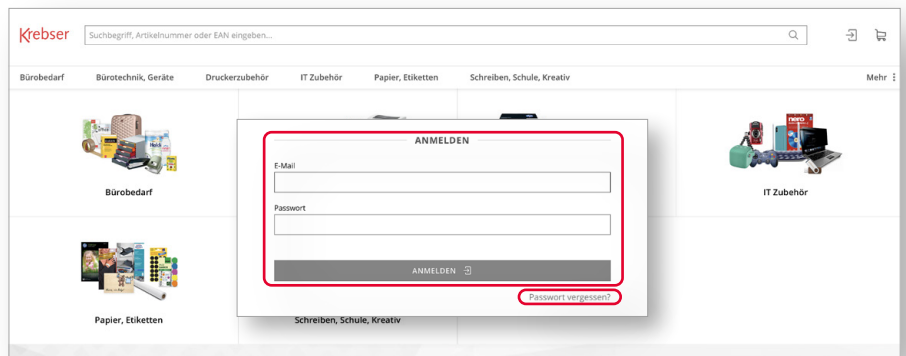 Krebser
Suchbegriff, Artikelnummer oder EAN eingeben...
Bürobedarf Bürotechnik, Geräte Druckerzubehör IT Zubehör Papier, Etiketten Schreiben, Schule, Kreativ Mehr
ANMELDEN
E-Mail
Passwort
ANMELDEN
Passwort vergessen?
Bürobedarf
IT Zubehör
nero
Papier, Etiketten
Schreiben, Schule, Kreativ